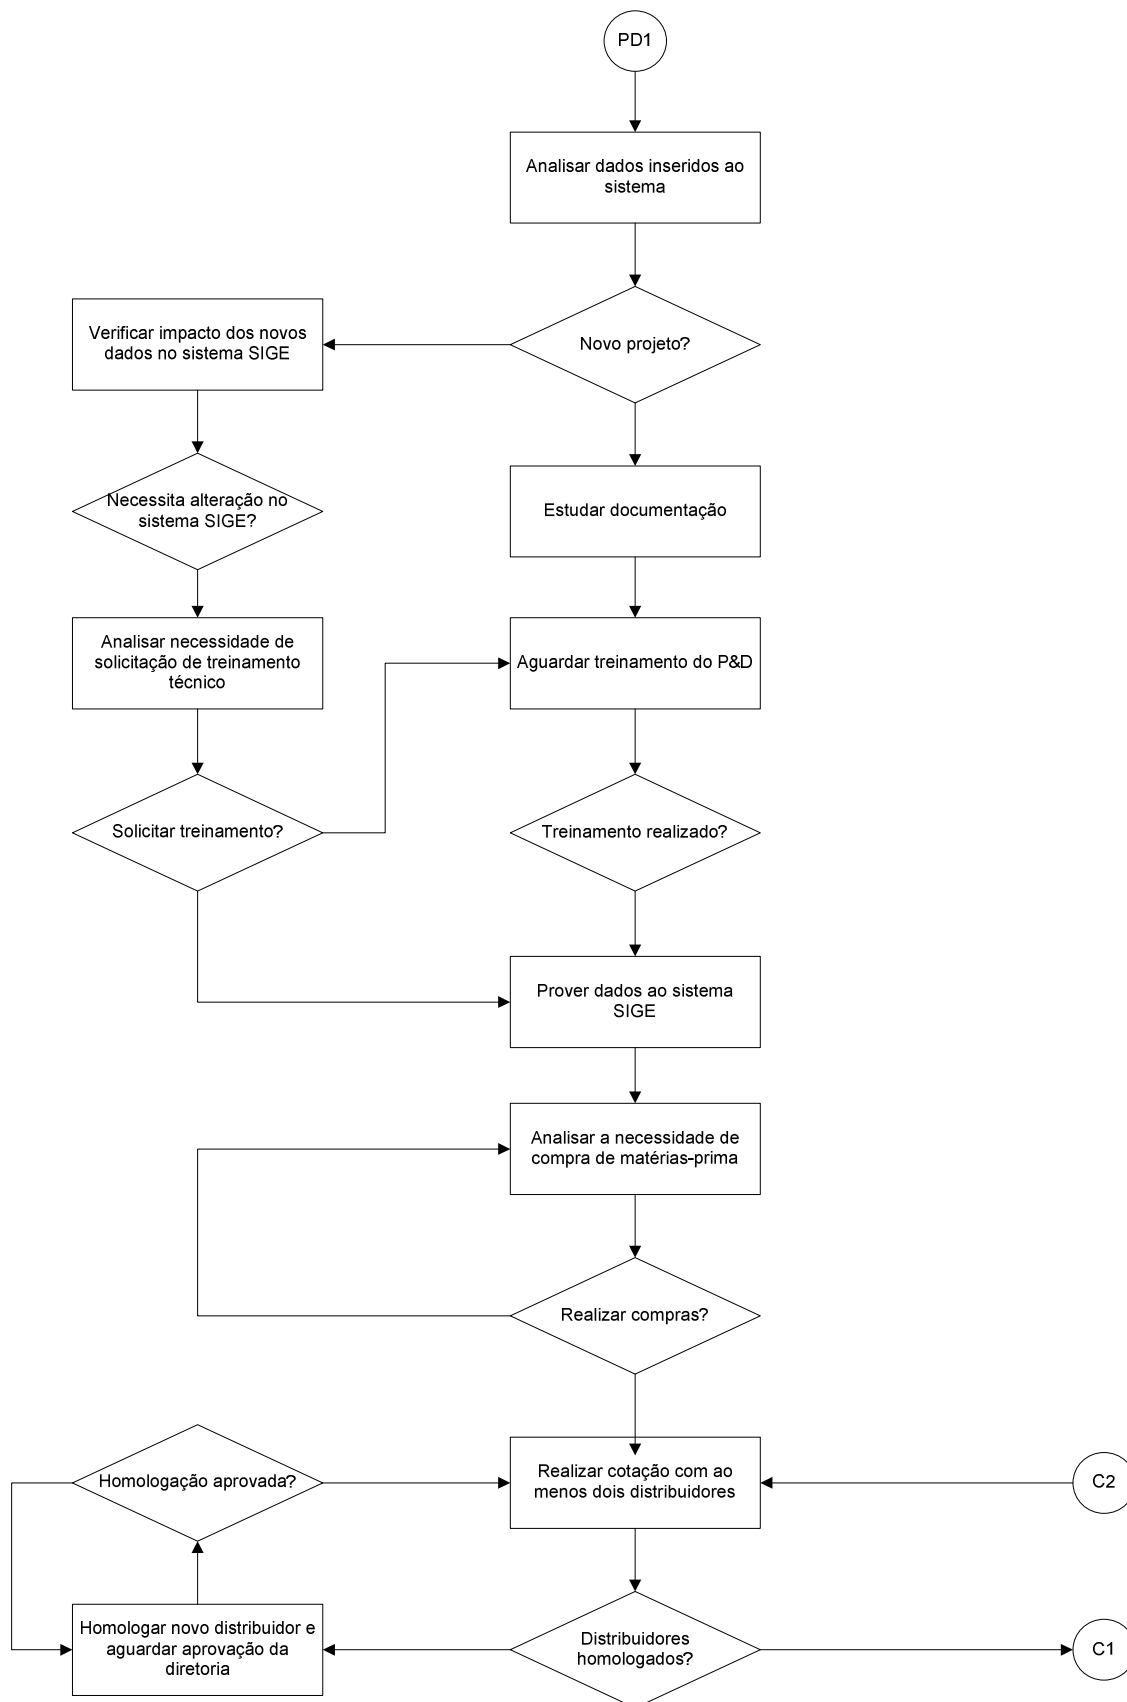 PD1
Analisar dados inseridos ao
sistema
Verificar impacto dos novos
dados no sistema SIGE
Novo projeto?
Necessita alteração no
sistema SIGE?
Estudar documentação
Analisar necessidade de
solicitação de treinamento
técnico
Aguardar treinamento do P&D
Solicitar treinamento?
Treinamento realizado?
Prover dados ao sistema
SIGE
Analisar a necessidade de
compra de matérias-prima
Realizar compras?
Homologação aprovada?
Realizar cotação com ao
menos dois distribuidores
C2
Homologar novo distribuidor e
aguardar aprovação da
diretoria
Distribuidores
homologados?
C1